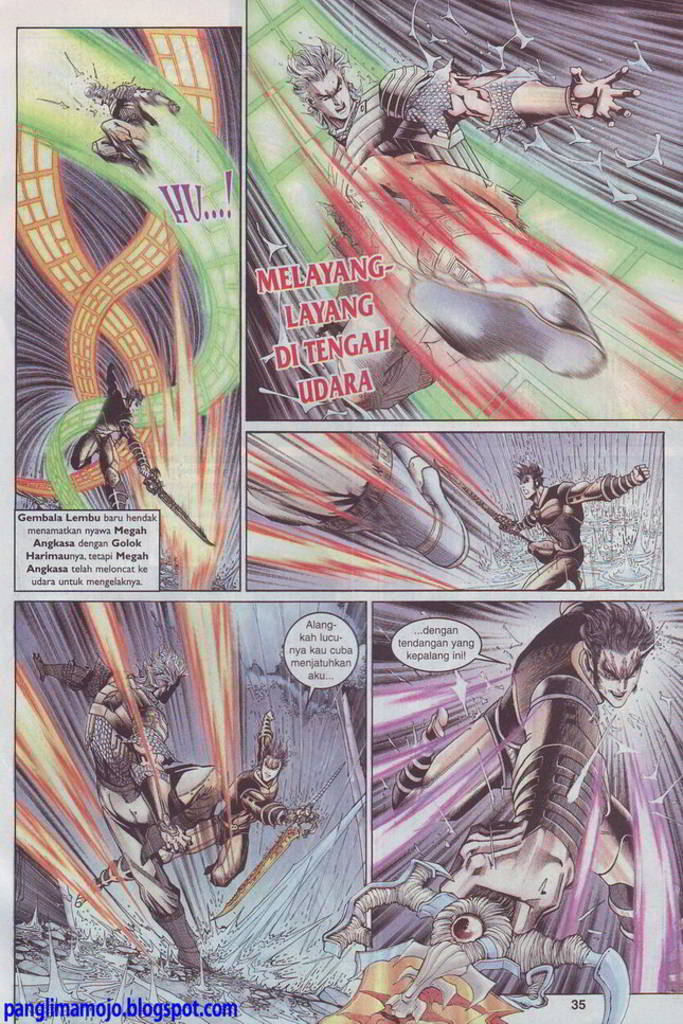 HU....!
MELAYANG-
LAYANG
DI TENGAH
UDARA
Gembala Lembu baru hendak
menamatkan nyawa Megah
Angkasa dengan Golok
Harimaunya, tetapi Megah
Angkasa telah meloncat ke
udara untuk mengelaknya.
Alang-
kah lucu-
nya kau cuba
menjatuhkan
aku...
...dengan
tendangan yang
kepalang ini!
35
panglimamojo.blogspot.com